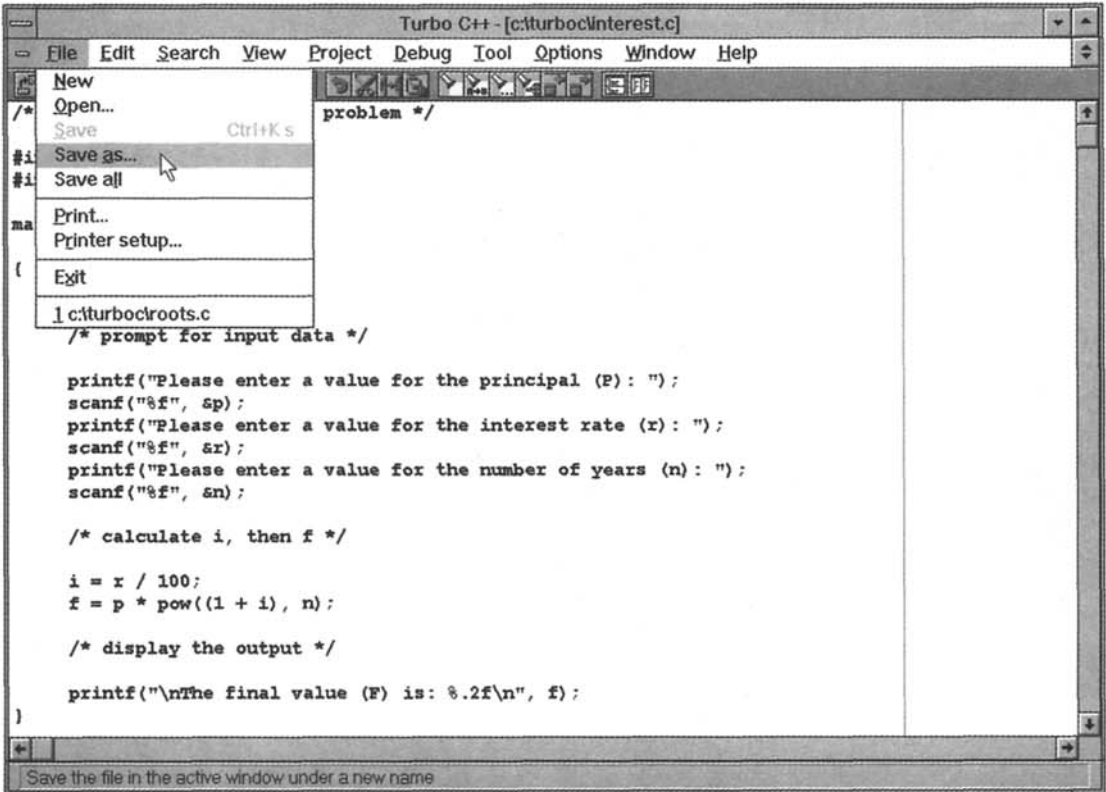 Turbo C++ - [c:\turboc\interest.c]
File Edit Search View Project Debug Tool Options Window Help
New
/* problem */
Open...
Save Ctrl+K s
#i
Save as...
#i
Save all
ma
Print...
Printer setup...
{
Exit
1 c:\turboc\roots.c
/* prompt for input data */
printf("Please enter a value for the principal (P): ");
scanf("%f", &p);
printf("Please enter a value for the interest rate (r): ");
scanf("%f", &r);
printf("Please enter a value for the number of years (n): ");
scanf("%f", &n);
/* calculate i, then f */
i = r / 100;
f = p * pow((1 + i), n);
/* display the output */
printf("\nThe final value (F) is: %.2f\n", f);
}
Save the file in the active window under a new name